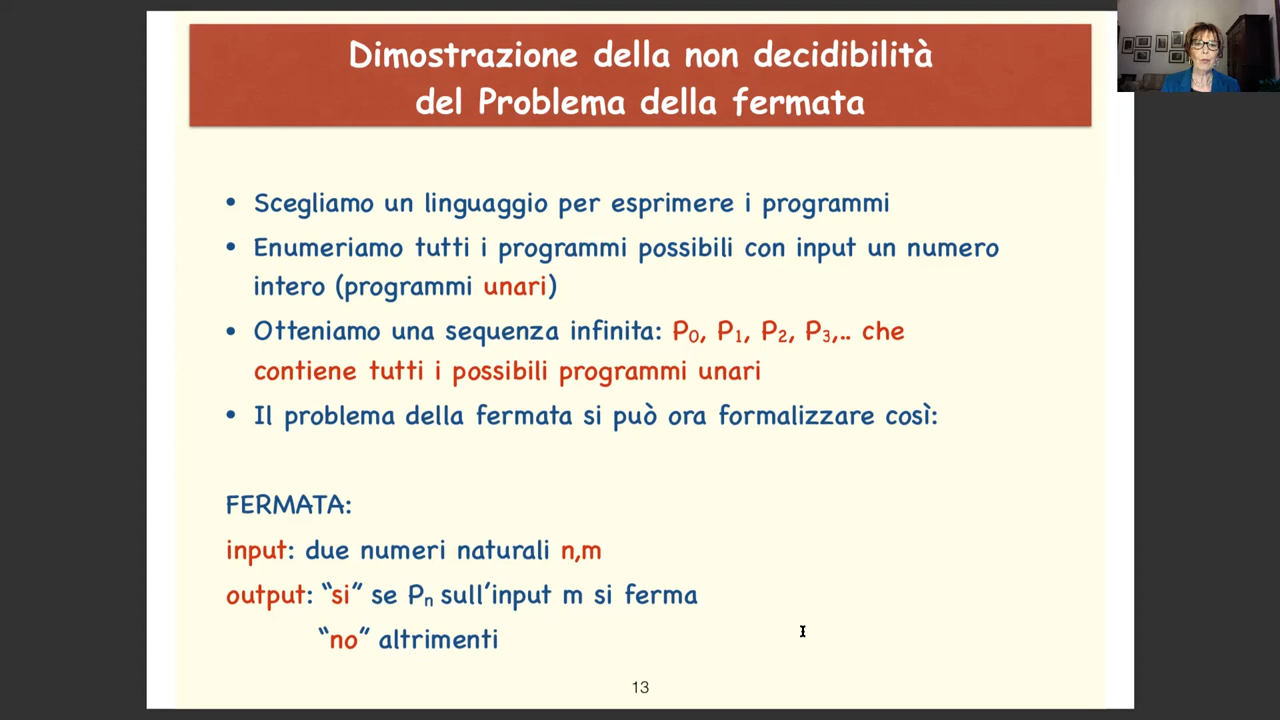 Dimostrazione della non decidibilità
del Problema della fermata
• Scegliamo un linguaggio per esprimere i programmi
• Enumeriamo tutti i programmi possibili con input un numero
intero (programmi unari)
• Otteniamo una sequenza infinita: P₀, P₁, P₂, P₃,.. che
contiene tutti i possibili programmi unari
• Il problema della fermata si può ora formalizzare così:
FERMATA:
input: due numeri naturali n,m
output: “si” se Pₙ sull’input m si ferma
“no” altrimenti
13